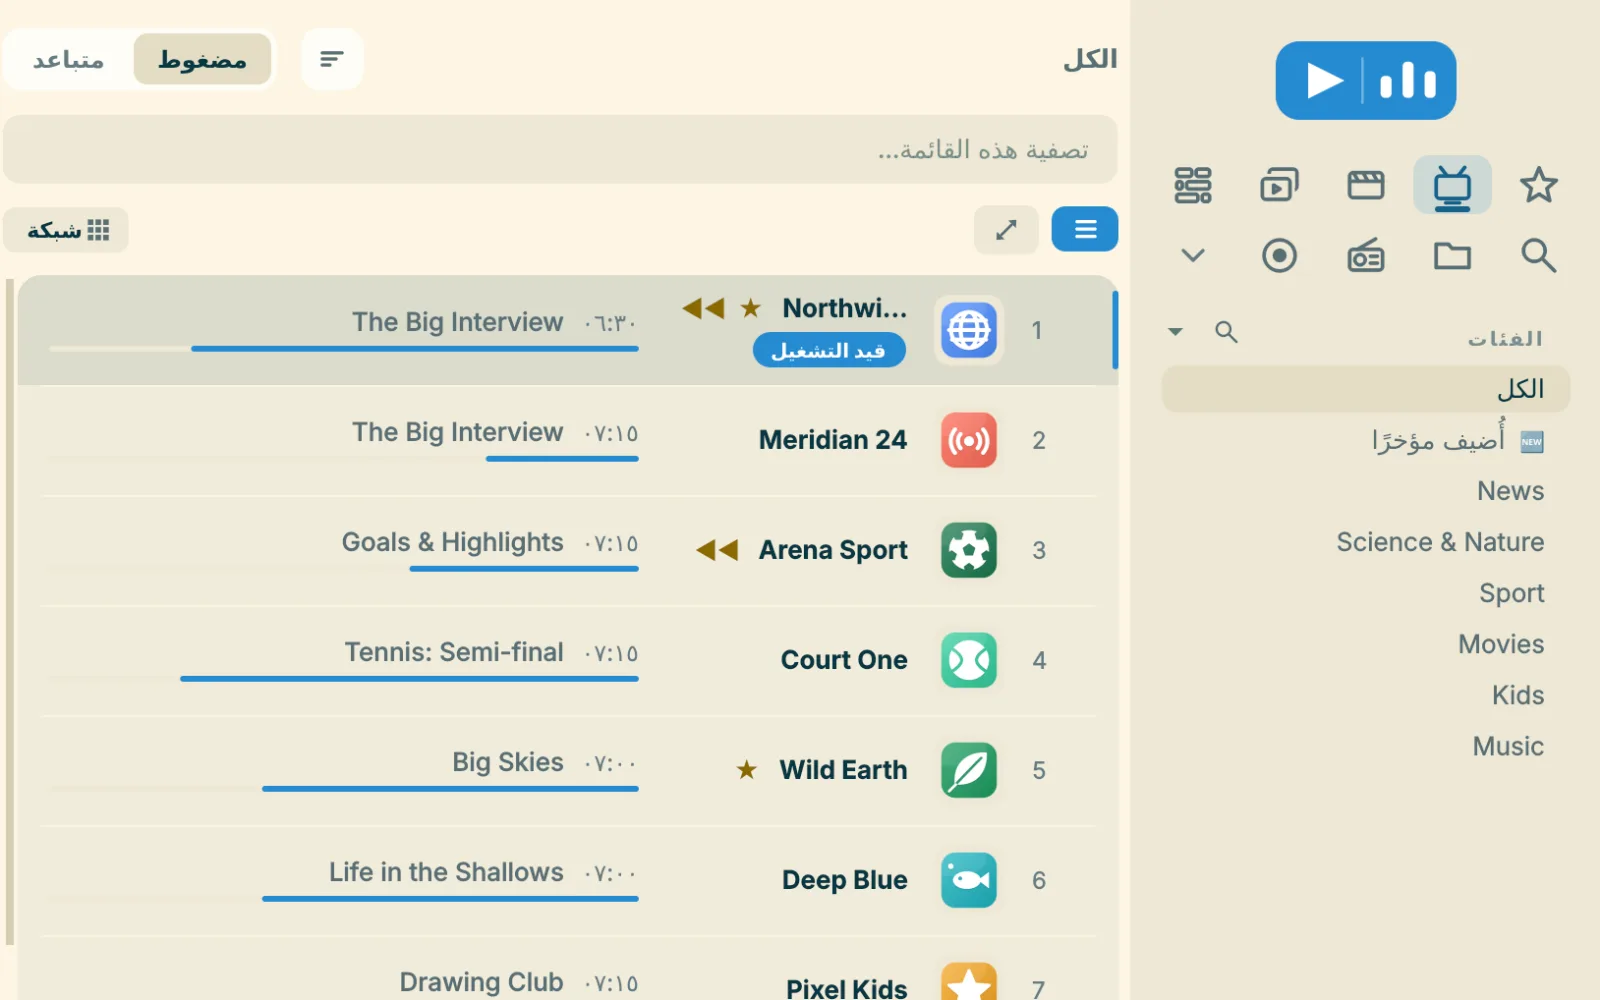 الكل
مضغوط
متباعد
تصفية هذه القائمة...
شبكة
1
Northwi...
قيد التشغيل
٠٦:٣٠ The Big Interview
2
Meridian 24
٠٧:١٥ The Big Interview
3
Arena Sport
٠٧:١٥ Goals & Highlights
4
Court One
٠٧:١٥ Tennis: Semi-final
5
Wild Earth
٠٧:٠٠ Big Skies
6
Deep Blue
٠٧:٠٠ Life in the Shallows
7
Pixel Kids
٠٧:١٥ Drawing Club
الفئات
الكل
🆕 أُضيف مؤخرًا
News
Science & Nature
Sport
Movies
Kids
Music